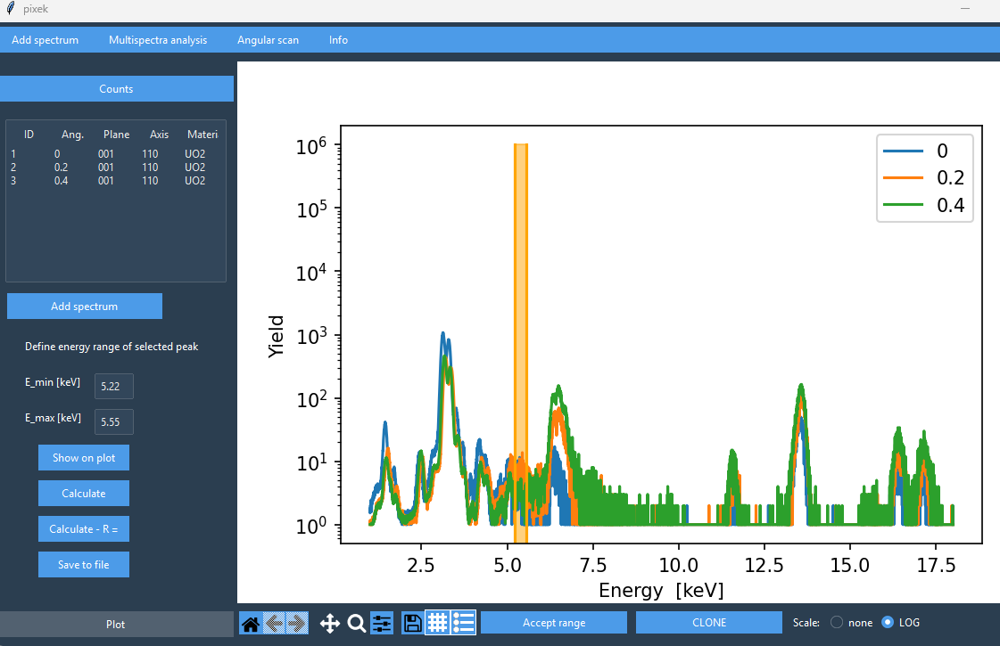 pixek
Add spectrum Multispectra analysis Angular scan Info
Counts
ID Ang. Plane Axis Materi
1 0 001 110 UO2
2 0.2 001 110 UO2
3 0.4 001 110 UO2
Add spectrum
Define energy range of selected peak
E_min [keV] 5.22
E_max [keV] 5.55
Show on plot
Calculate
Calculate - R =
Save to file
Plot
10^6
10^5
10^4
10^3
10^2
10^1
10^0
Yield
0
0.2
0.4
2.5 5.0 7.5 10.0 12.5 15.0 17.5
Energy [keV]
Accept range CLONE Scale: none LOG